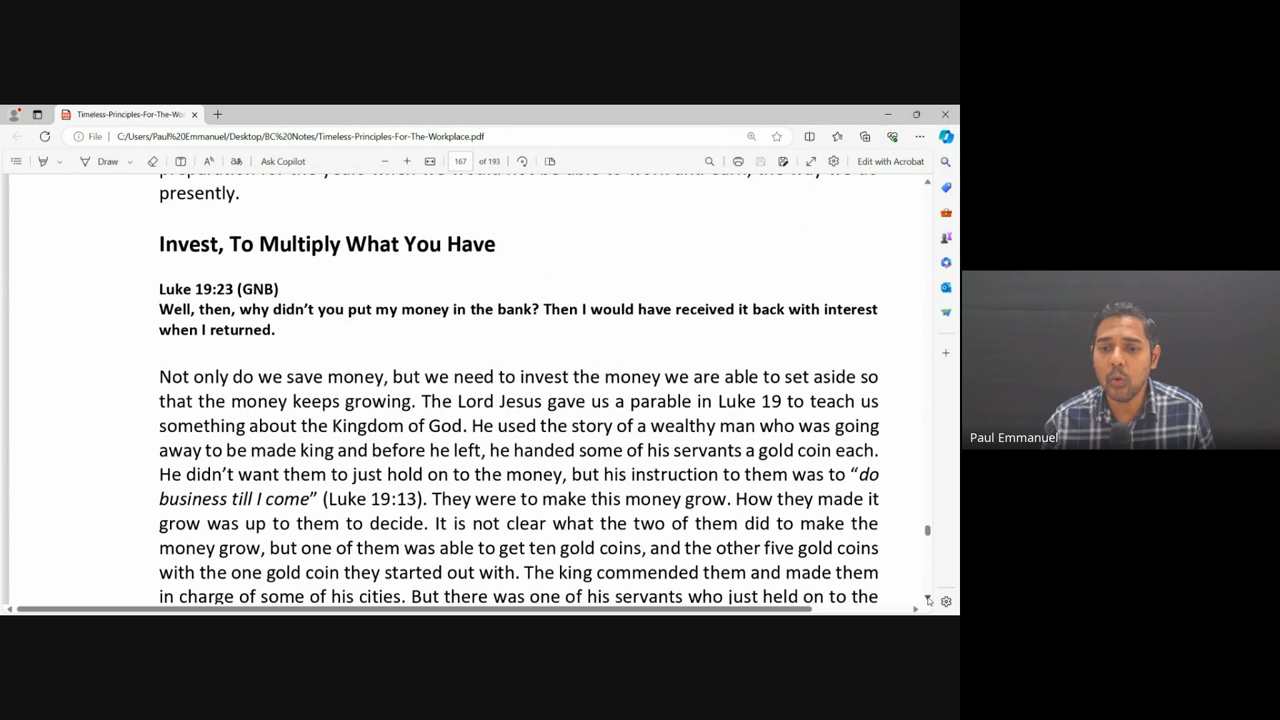 Timeless-Principles-For-The-Wor
File
C:/Users/Paul%20Emmanuel/Desktop/BC%20Notes/Timeless-Principles-For-The-Workplace.pdf
Draw
Ask Copilot
167 of 193
Edit with Acrobat
presently.
Invest, To Multiply What You Have
Luke 19:23 (GNB)
Well, then, why didn't you put my money in the bank? Then I would have received it back with interest
when I returned.
Not only do we save money, but we need to invest the money we are able to set aside so
that the money keeps growing. The Lord Jesus gave us a parable in Luke 19 to teach us
something about the Kingdom of God. He used the story of a wealthy man who was going
away to be made king and before he left, he handed some of his servants a gold coin each.
He didn't want them to just hold on to the money, but his instruction to them was to "do
business till I come" (Luke 19:13). They were to make this money grow. How they made it
grow was up to them to decide. It is not clear what the two of them did to make the
money grow, but one of them was able to get ten gold coins, and the other five gold coins
with the one gold coin they started out with. The king commended them and made them
in charge of some of his cities. But there was one of his servants who just held on to the
Paul Emmanuel